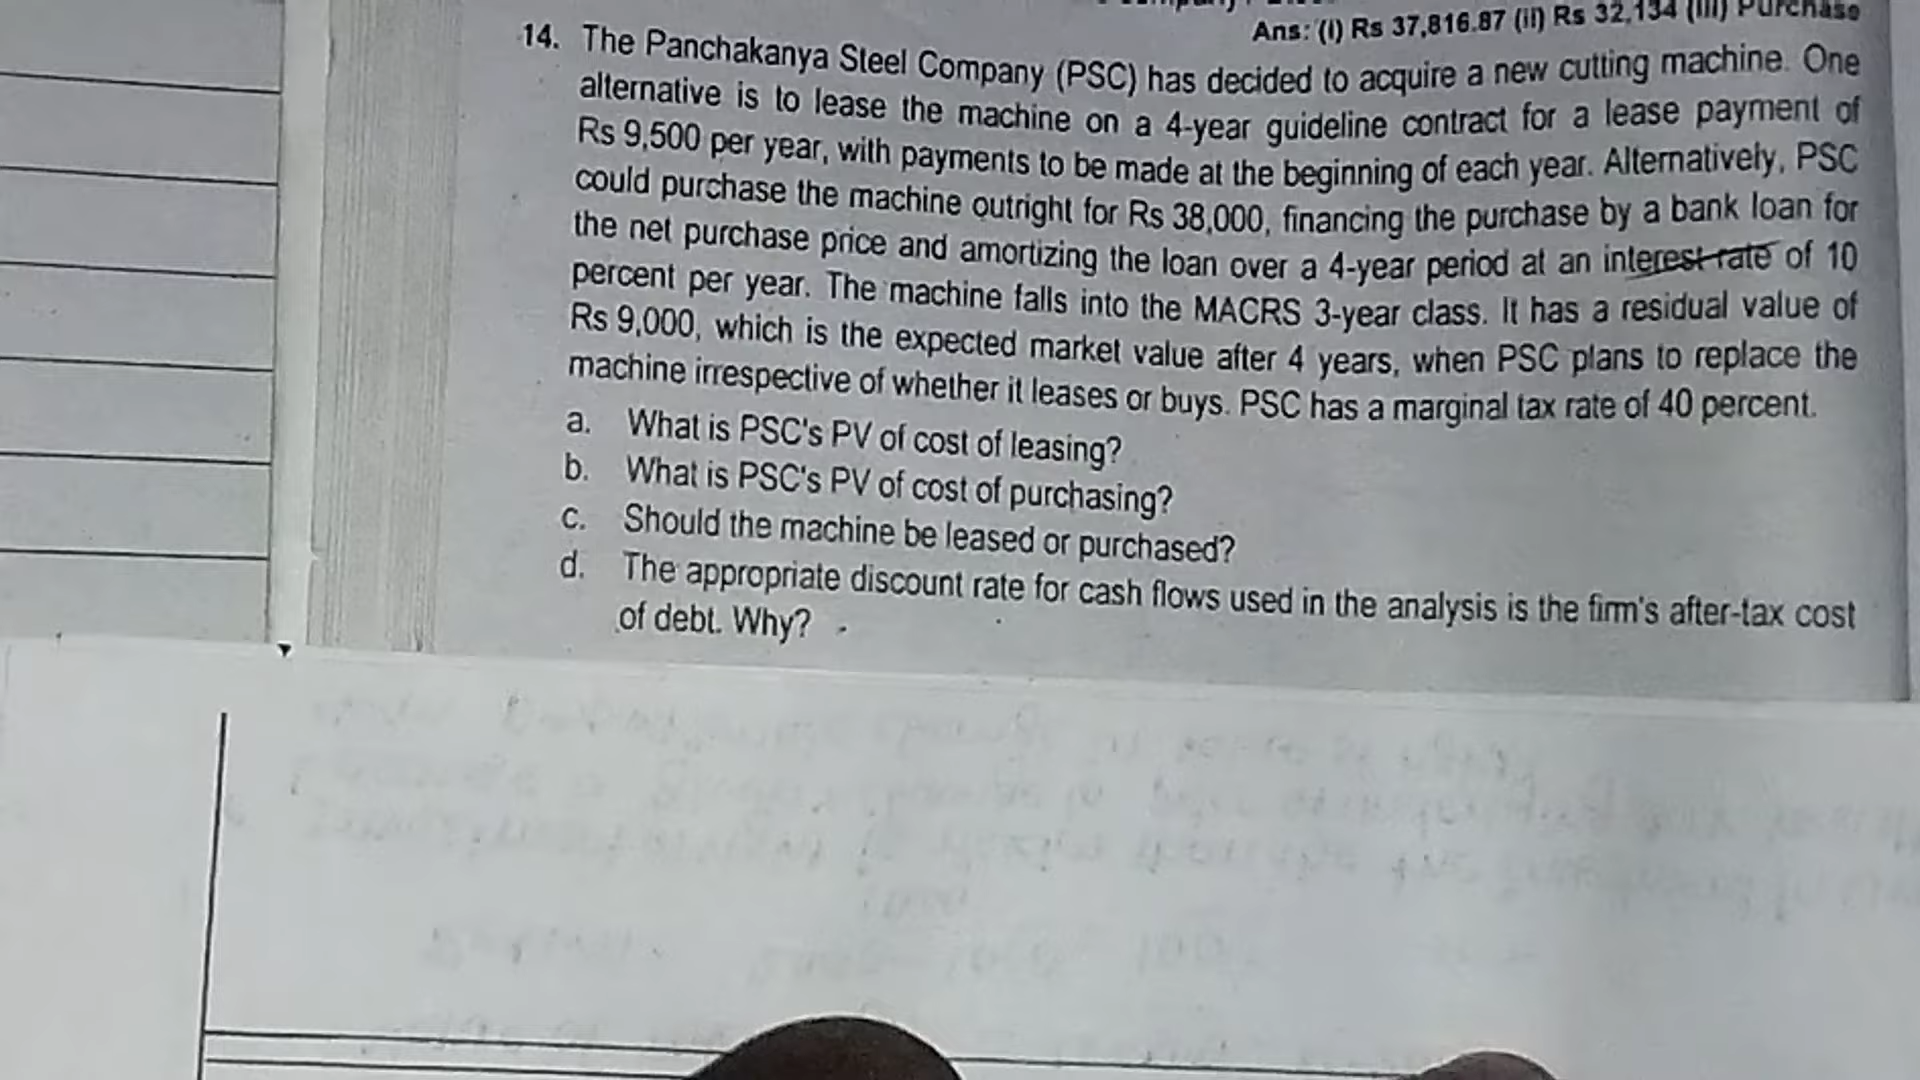 Ans: (i) Rs 37,816.87 (ii) Rs 32,134 (iii) Purchase
14. The Panchakanya Steel Company (PSC) has decided to acquire a new cutting machine. One
alternative is to lease the machine on a 4-year guideline contract for a lease payment of
Rs 9,500 per year, with payments to be made at the beginning of each year. Alternatively, PSC
could purchase the machine outright for Rs 38,000, financing the purchase by a bank loan for
the net purchase price and amortizing the loan over a 4-year period at an interest rate of 10
percent per year. The machine falls into the MACRS 3-year class. It has a residual value of
Rs 9,000, which is the expected market value after 4 years, when PSC plans to replace the
machine irrespective of whether it leases or buys. PSC has a marginal tax rate of 40 percent.
a. What is PSC's PV of cost of leasing?
b. What is PSC's PV of cost of purchasing?
c. Should the machine be leased or purchased?
d. The appropriate discount rate for cash flows used in the analysis is the firm's after-tax cost
of debt. Why?